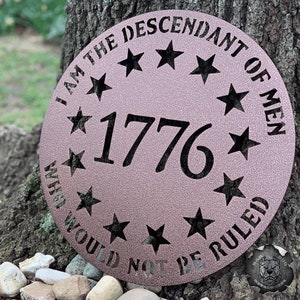 I AM THE DESCENDANT OF MEN
1776
WHO WOULD NOT BE RULED